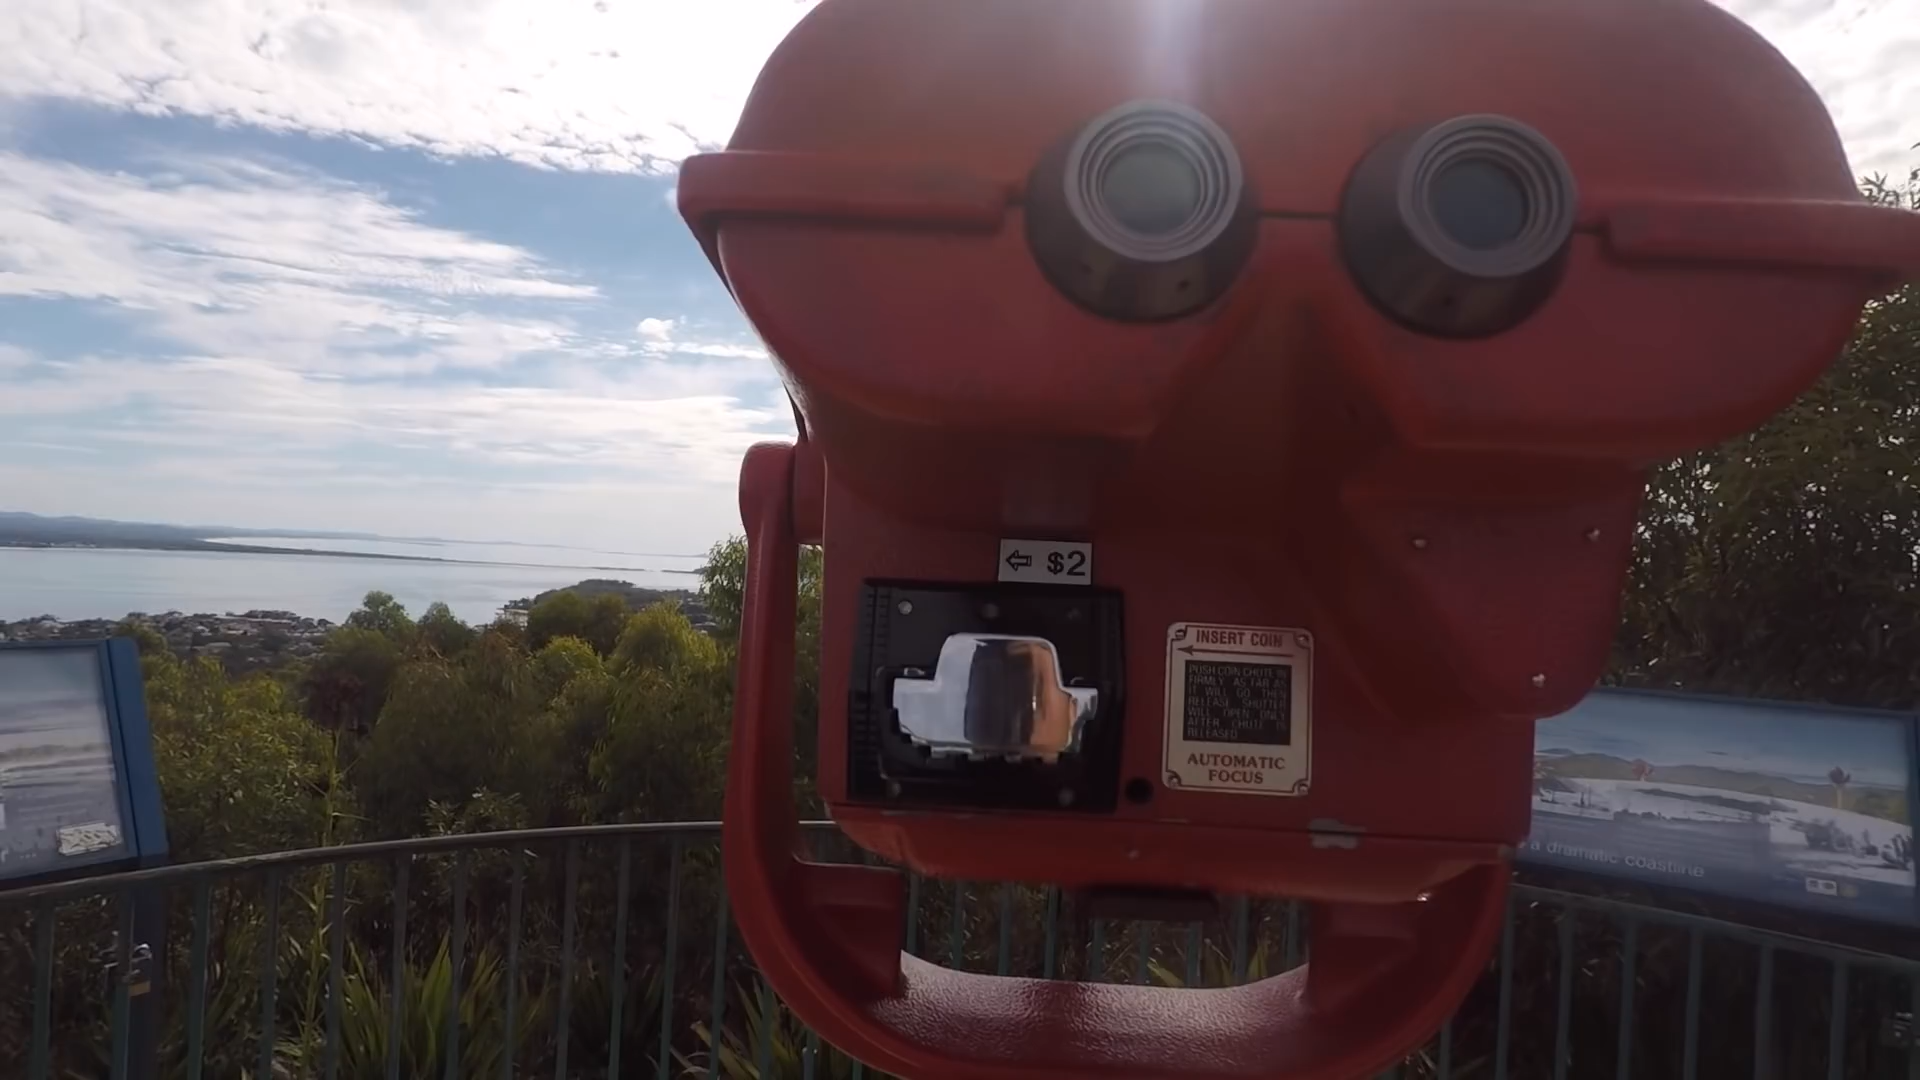 ⇦ $2
INSERT COIN
PUSH COIN CHUTE IN
FIRMLY AS FAR AS
IT WILL GO THEN
RELEASE SHUTTER
WILL OPEN ONLY
AFTER CHUTE IS
RELEASED
AUTOMATIC
FOCUS
a dramatic coastline